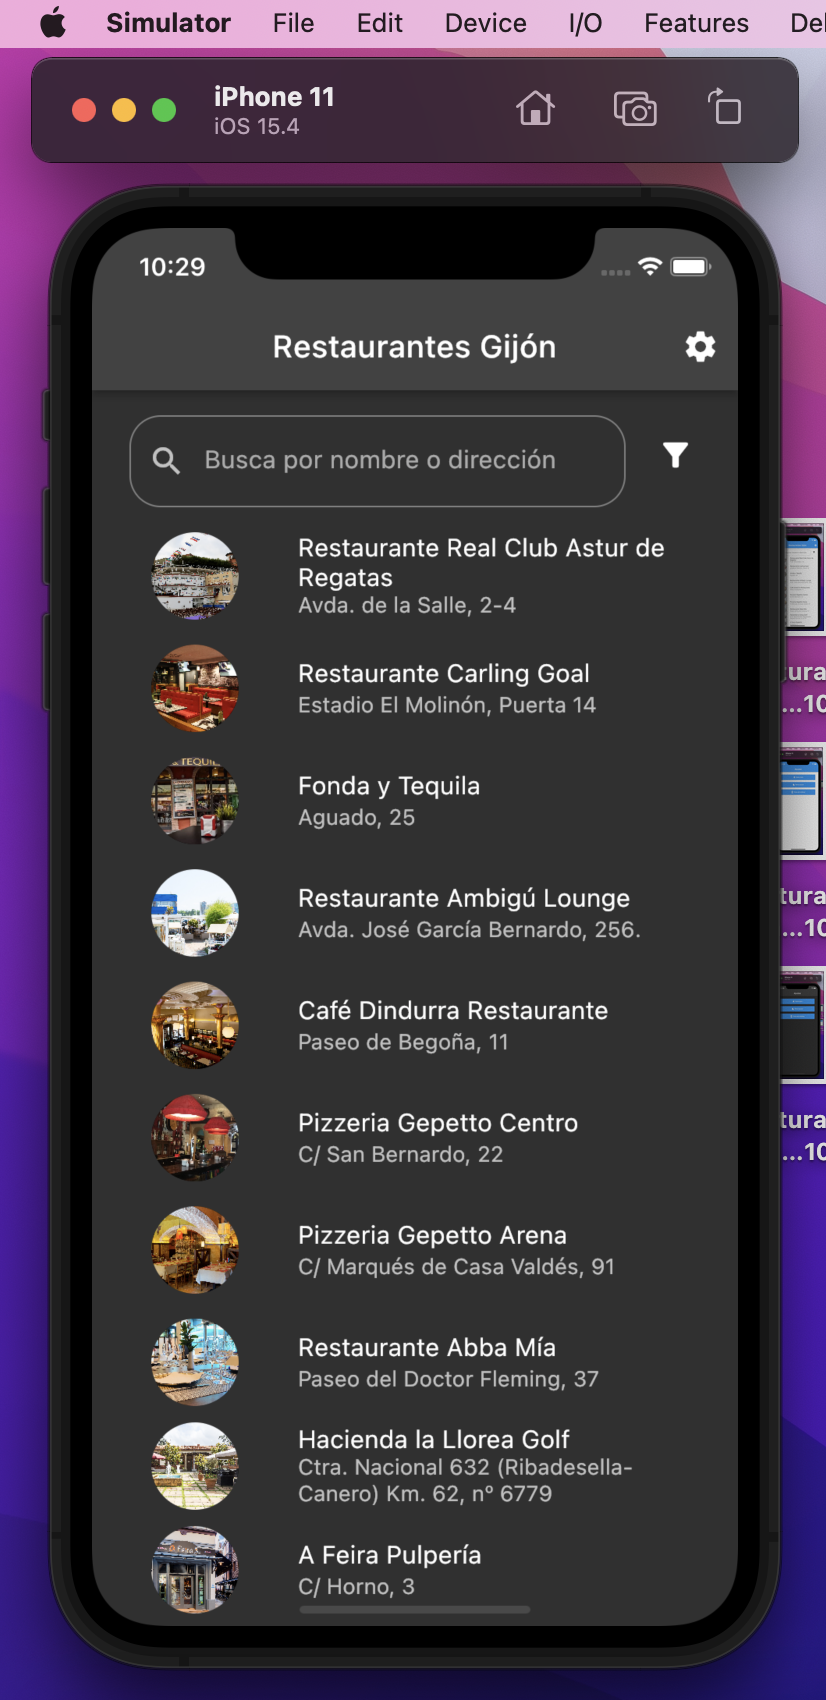 Simulator File Edit Device I/O Features
iPhone 11
iOS 15.4
10:29
Restaurantes Gijón
Busca por nombre o dirección
Restaurante Real Club Astur de
Regatas
Avda. de la Salle, 2-4
Restaurante Carling Goal
Estadio El Molinón, Puerta 14
TEQUI
Fonda y Tequila
Aguado, 25
Restaurante Ambigú Lounge
Avda. José García Bernardo, 256.
Café Dindurra Restaurante
Paseo de Begoña, 11
Pizzeria Gepetto Centro
C/ San Bernardo, 22
Pizzeria Gepetto Arena
C/ Marqués de Casa Valdés, 91
Restaurante Abba Mía
Paseo del Doctor Fleming, 37
Hacienda la Llorea Golf
Ctra. Nacional 632 (Ribadesella-
Canero) Km. 62, nº 6779
A Feira Pulpería
C/ Horno, 3
tura
...10
tura
...10
tura
...10